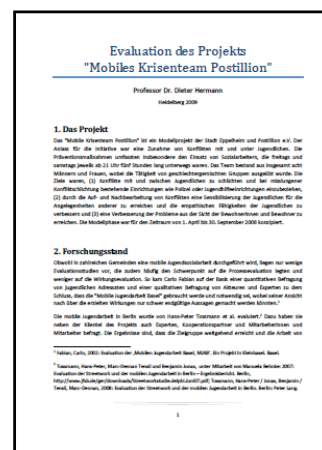 Evaluation des Projekts
"Mobiles Krisenteam Postillion"
Professor Dr. Dieter Hermann
Heidelberg 2009
1. Das Projekt
Das "Mobile Krisenteam Postillion" ist ein Modellprojekt der Stadt Eppelheim und Postillion e.V. Der
Anlass für die Initiative war eine Zunahme von Konflikten mit und unter Jugendlichen. Die
Präventionsmaßnahmen umfassten insbesondere den Einsatz von Sozialarbeitern, die freitags und
samstags jeweils ab 21 Uhr fünf Stunden lang unterwegs waren. Das Team bestand aus insgesamt acht
Männern und Frauen, wobei die Tätigkeit von geschlechtergemischten Gruppen ausgeübt wurde. Die
Ziele waren, (1) Konflikte mit und zwischen Jugendlichen zu schlichten und bei misslungener
Konfliktschlichtung bestehende Einrichtungen wie Polizei oder Jugendhilfeeinrichtungen einzubeziehen,
(2) durch die Auf- und Nachbearbeitung von Konflikten eine Sensibilisierung der Jugendlichen für die
Angelegenheiten anderer zu erreichen und die empathischen Fähigkeiten der Jugendlichen zu
verbessern und (3) eine Verbesserung der Probleme aus der Sicht der Bewohnerinnen und Bewohner zu
erreichen. Die Modellphase war für den Zeitraum von 1. April bis 30. September 2008 konzipiert.
2. Forschungsstand
Obwohl in zahlreichen Gemeinden eine mobile Jugendsozialarbeit durchgeführt wird, liegen nur wenige
Evaluationsstudien vor, die zudem häufig den Schwerpunkt auf die Prozessevaluation legten und
weniger auf die Wirkungsevaluation. So kam Carlo Fabian auf der Basis einer quantitativen Befragung
von jugendlichen Adressaten und einer qualitativen Befragung von Akteuren und Experten zu dem
Schluss, dass die "Mobile Jugendarbeit Basel" gebraucht werde und notwendig sei, wobei seiner Ansicht
nach über die erzielten Wirkungen nur schwer endgültige Aussagen gemacht werden könnten.¹
Die mobile Jugendarbeit in Berlin wurde von Hans-Peter Tossmann et al. evaluiert.² Dazu haben sie
neben der Klientel des Projekts auch Experten, Kooperationspartner und Mitarbeiterinnen und
Mitarbeiter befragt. Die Ergebnisse sind, dass die Zielgruppe weitgehend erreicht und die Arbeit von
¹ Fabian, Carlo, 2002: Evaluation der „Mobilen Jugendarbeit Basel, MJAB". Ein Projekt in Kleinbasel. Basel.
² Tossmann, Hans-Peter, Marc-Dennan Tensil und Benjamin Jonas, unter Mitarbeit von Manuela Behnke: 2007:
Evaluation der Streetwork und der mobilen Jugendarbeit in Berlin – Ergebnisbericht. Berlin,
Tensil, Marc-Dennan, 2008: Evaluation der Streetwork und der mobilen Jugendarbeit in Berlin. Berlin: Peter Lang.
1